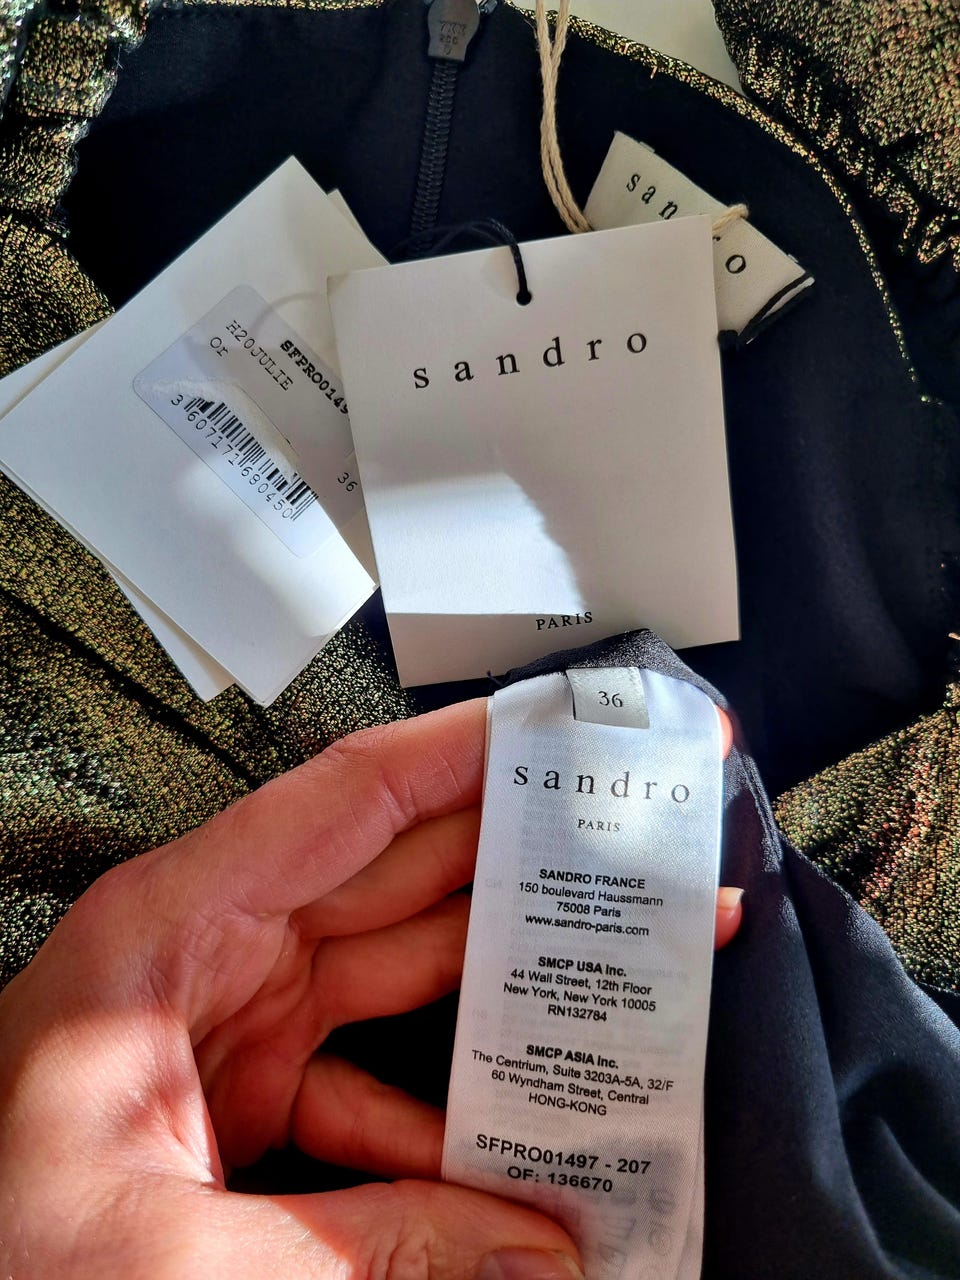 san
o
SFPRO0149
H20JULIE
Or
36
3607171680450
sandro
PARIS
36
sandro
PARIS
SANDRO FRANCE
150 boulevard Haussmann
75008 Paris
www.sandro-paris.com
SMCP USA Inc.
44 Wall Street, 12th Floor
New York, New York 10005
RN132784
SMCP ASIA Inc.
The Centrium, Suite 3203A-5A, 32/F
60 Wyndham Street, Central
HONG-KONG
SFPRO01497 - 207
OF: 136670